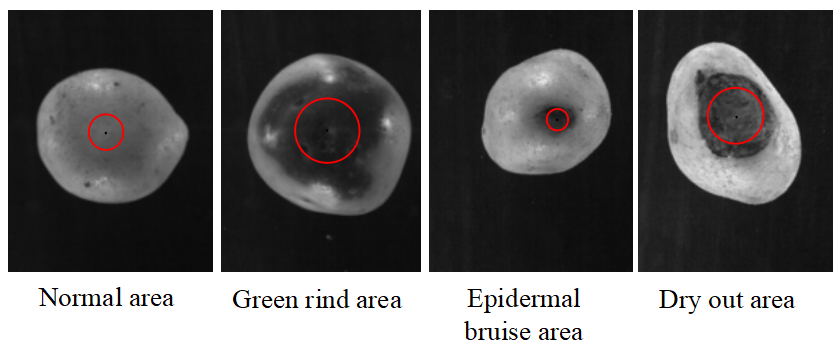 Normal area
Green rind area
Epidermal
bruise area
Dry out area